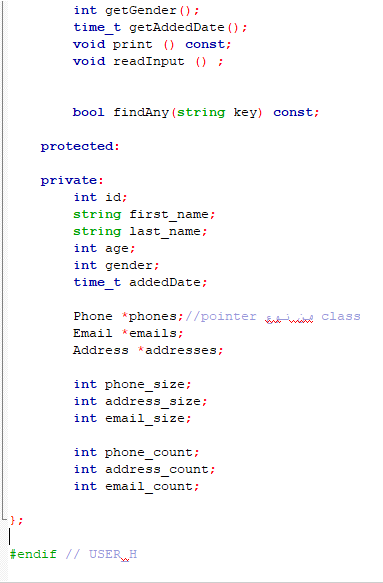 int getGender();
time_t getAddedDate();
void print () const;
void readInput () ;
bool findAny(string key) const;
protected:
private:
int id;
string first_name;
string last_name;
int age;
int gender;
time_t addedDate;
Phone *phones;//pointer من نوع class
Email *emails;
Address *addresses;
int phone_size;
int address_size;
int email_size;
int phone_count;
int address_count;
int email_count;
};
#endif // USER_H